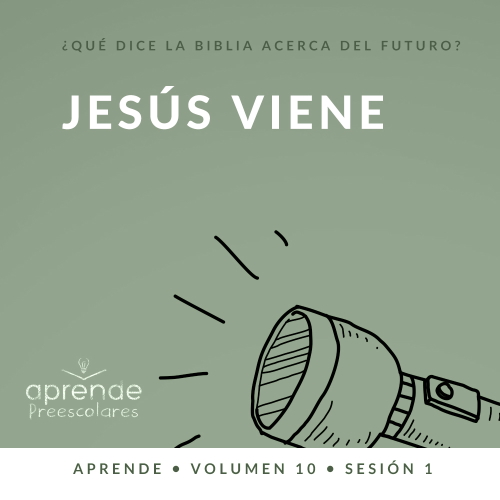 ¿QUÉ DICE LA BIBLIA ACERCA DEL FUTURO?
JESÚS VIENE
aprende
Preescolares
APRENDE • VOLUMEN 10 • SESIÓN 1